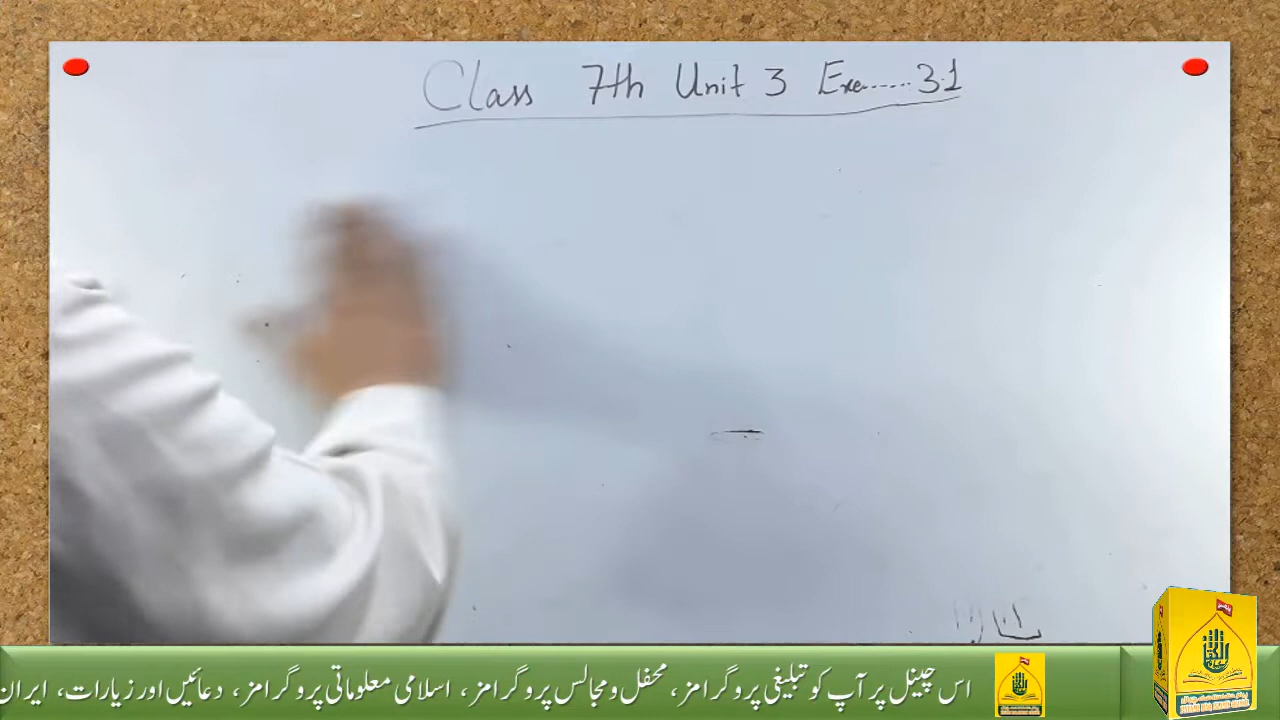 Class 7th Unit 3 Exe....... 3.1
اس چینل پر آپ کو تبلیغی پروگرامز، محفل و مجالس پروگرامز، اسلامی معلوماتی پروگرامز، دعائیں اور زیارات، ایران